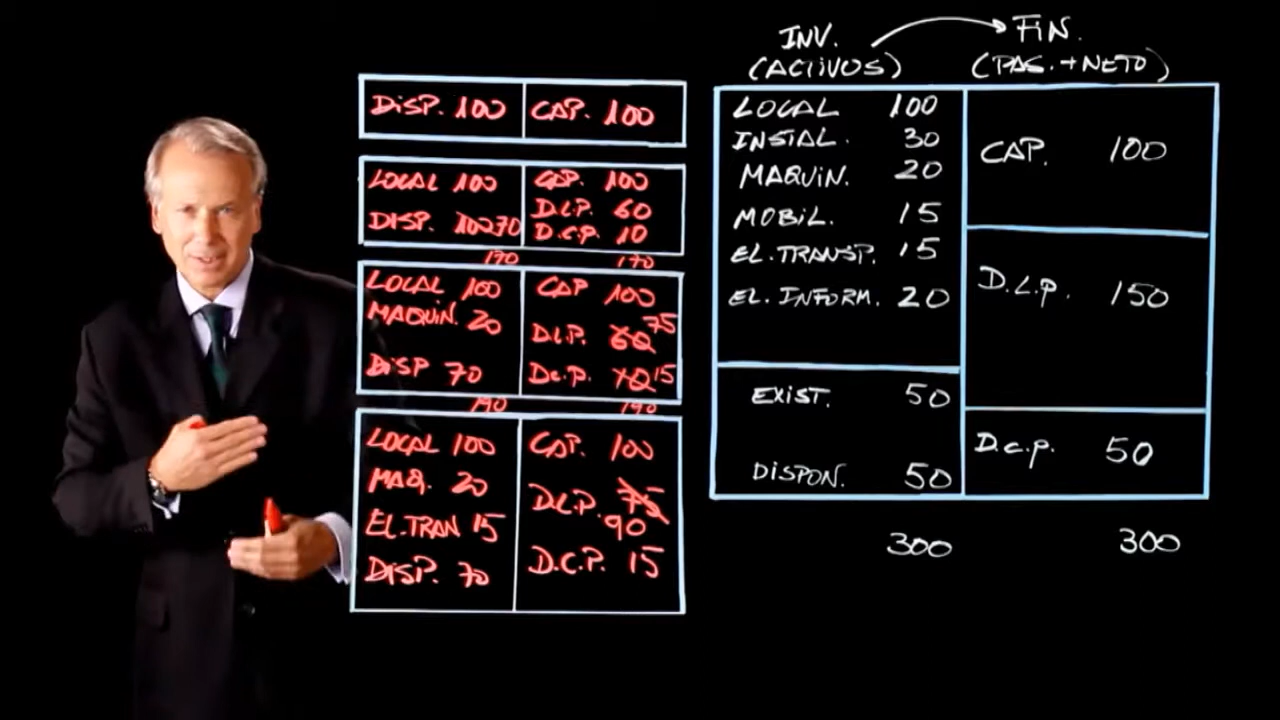 DISP. 100 CAP. 100
LOCAL 100 CAP. 100
DISP. 10270 D.L.P. 60
D.C.P. 10
170 170
LOCAL 100 CAP 100
MAQUIN. 20 D.L.P. 60 75
DISP 70 D.C.P. 10 15
190 190
LOCAL 100 CAP. 100
MAQ. 20 D.L.P. 75
90
EL.TRAN 15 D.C.P. 15
DISP. 70
INV. FIN.
(ACTIVOS) (PAS.+NETO)
LOCAL 100
INSTAL. 30 CAP. 100
MAQUIN. 20
MOBIL. 15
EL.TRANSP. 15
EL.INFORM. 20 D.L.P. 150
EXIST. 50
D.C.P. 50
DISPON. 50
300 300